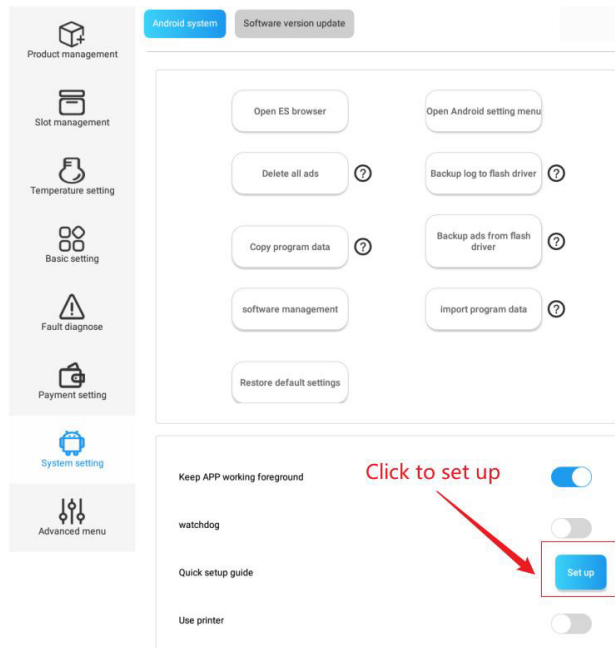 Android system
Software version update
Product management
Slot management
Temperature setting
Basic setting
Fault diagnose
Payment setting
System setting
Advanced menu
Open ES browser
Open Android setting menu
Delete all ads
?
Backup log to flash driver
?
Copy program data
?
Backup ads from flash
driver
?
software management
import program data
?
Restore default settings
Keep APP working foreground
Click to set up
watchdog
Quick setup guide
Set up
Use printer